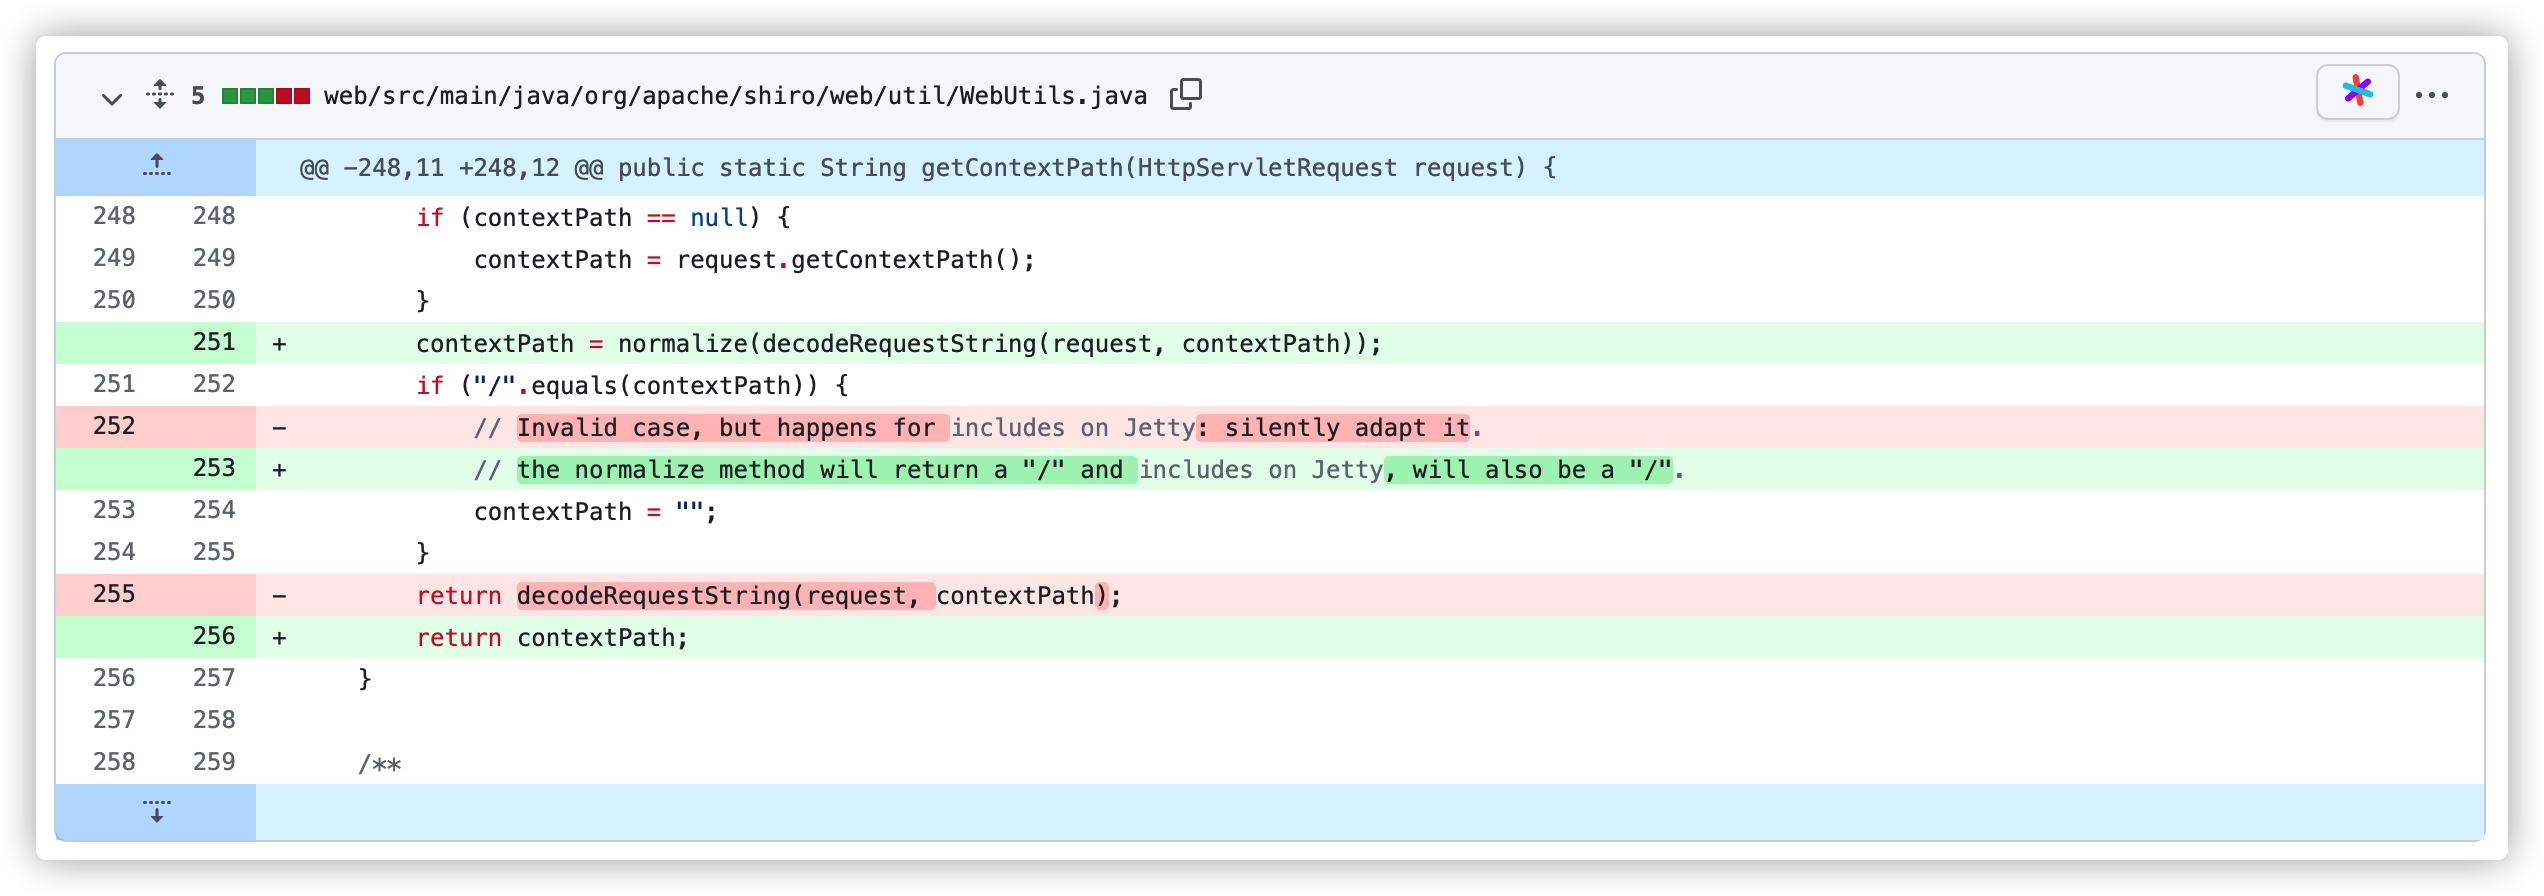 5 web/src/main/java/org/apache/shiro/web/util/WebUtils.java
@@ -248,11 +248,12 @@ public static String getContextPath(HttpServletRequest request) {
248 248 if (contextPath == null) {
249 249 contextPath = request.getContextPath();
250 250 }
251 + contextPath = normalize(decodeRequestString(request, contextPath));
251 252 if ("/".equals(contextPath)) {
252 - // Invalid case, but happens for includes on Jetty: silently adapt it.
253 + // the normalize method will return a "/" and includes on Jetty, will also be a "/".
253 254 contextPath = "";
254 255 }
255 - return decodeRequestString(request, contextPath);
256 + return contextPath;
256 257 }
257 258
258 259 /**